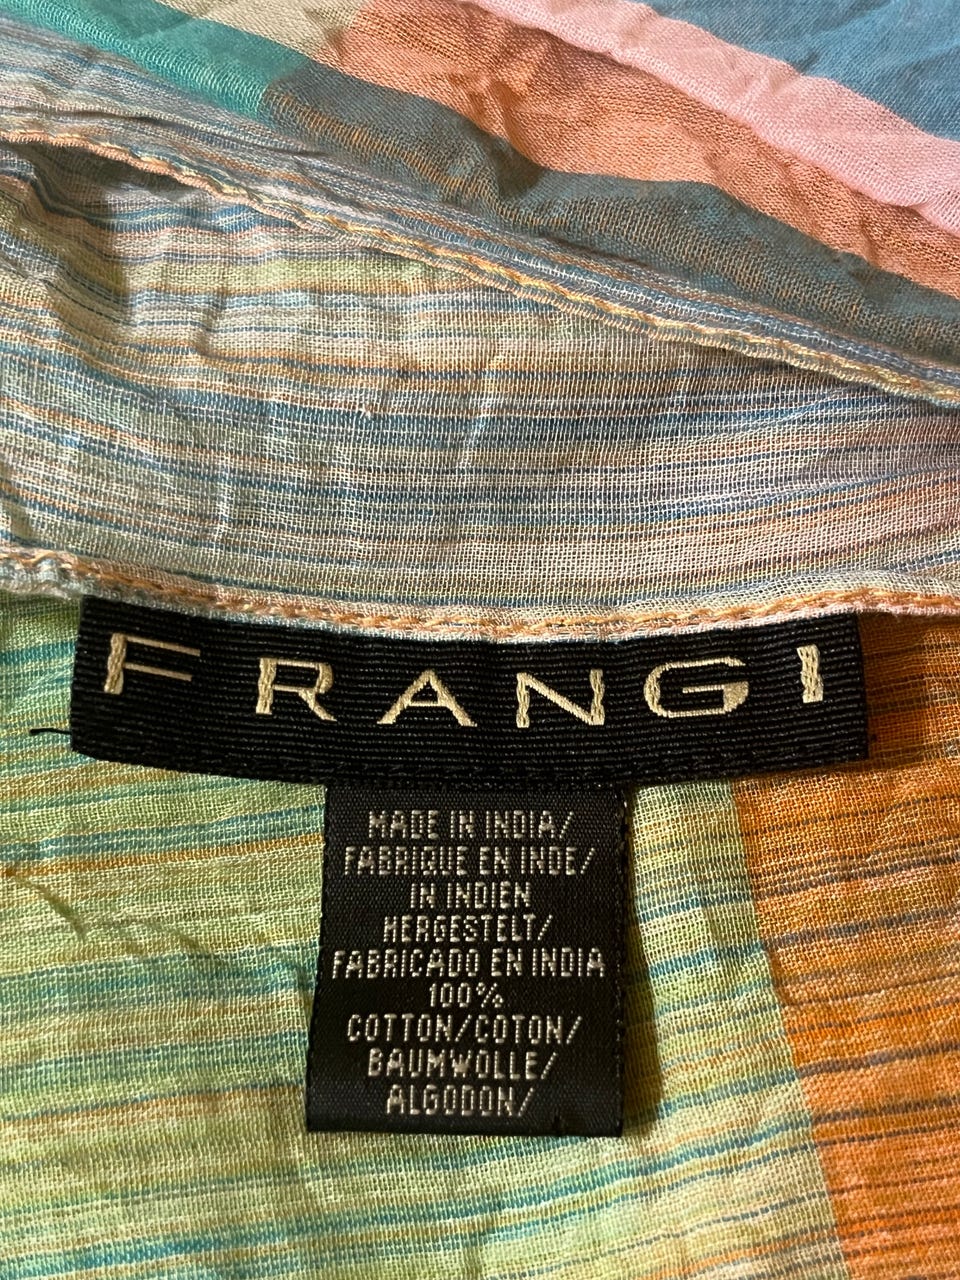 FRANGI
MADE IN INDIA/
FABRIQUE EN INDE/
IN INDIEN
HERGESTELT/
FABRICADO EN INDIA
100%
COTTON/COTON/
BAUMWOLLE/
ALGODON/